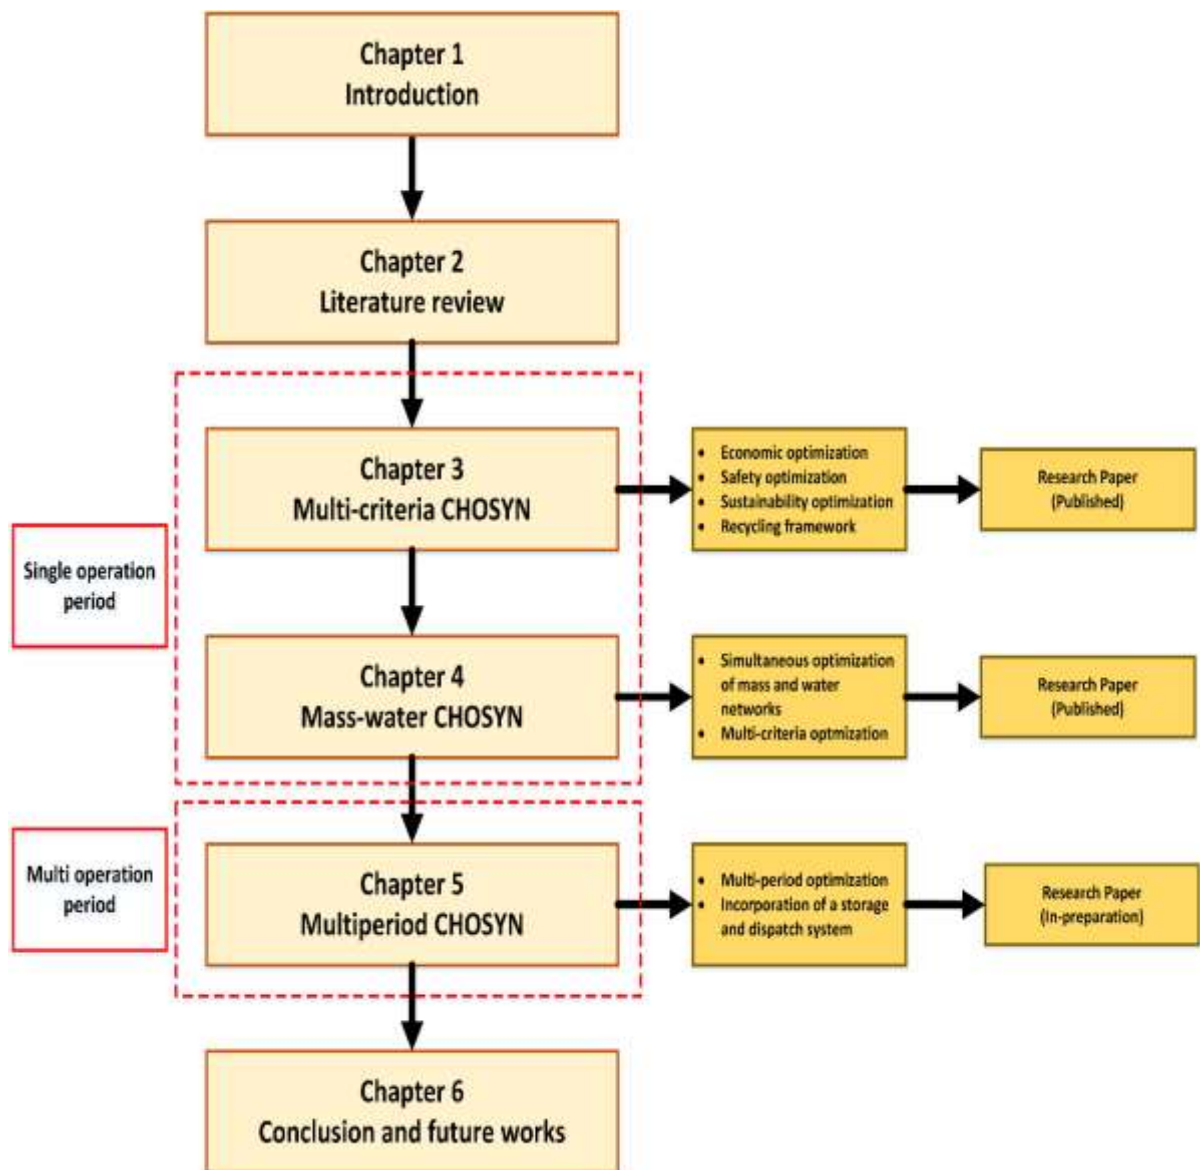 Chapter 1
Introduction
Chapter 2
Literature review
Single operation
period
Chapter 3
Multi-criteria CHOSYN
• Economic optimization
• Safety optimization
• Sustainability optimization
• Recycling framework
Research Paper
(Published)
Chapter 4
Mass-water CHOSYN
• Simultaneous optimization
of mass and water
networks
• Multi-criteria optmization
Research Paper
(Published)
Multi operation
period
Chapter 5
Multiperiod CHOSYN
• Multi-period optimization
• Incorporation of a storage
and dispatch system
Research Paper
(In-preparation)
Chapter 6
Conclusion and future works